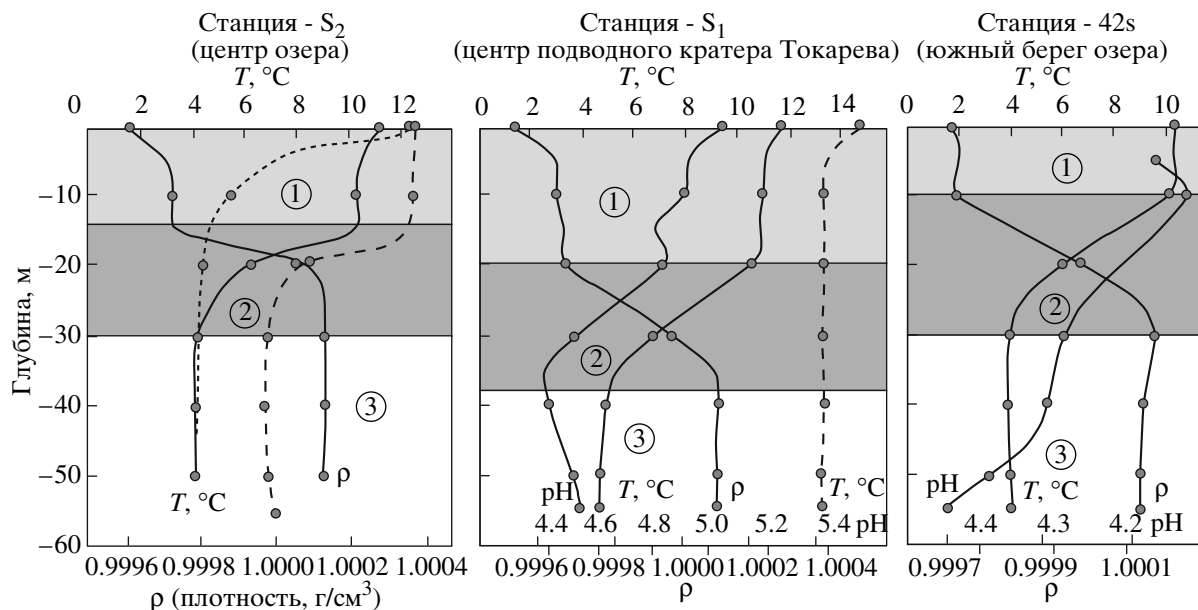 Станция - S₂
(центр озера)
T, °C
0 2 4 6 8 10 12
Станция - S₁
(центр подводного кратера Токарева)
T, °C
0 2 4 6 8 10 12 14
Станция - 42s
(южный берег озера)
T, °C
0 2 4 6 8 10
Глубина, м
–10
–20
–30
–40
–50
–60
1
2
3
T, °C
ρ
0.9996 0.9998 1.0000 1.0002 1.0004
ρ (плотность, г/см³)
1
2
3
pH
T, °C
ρ
T, °C
4.4 4.6 4.8 5.0 5.2 5.4 pH
0.9996 0.9998 1.0000 1.0002 1.0004
ρ
1
2
3
pH
T, °C
ρ
4.4 4.3 4.2 pH
0.9997 0.9999 1.0001
ρ